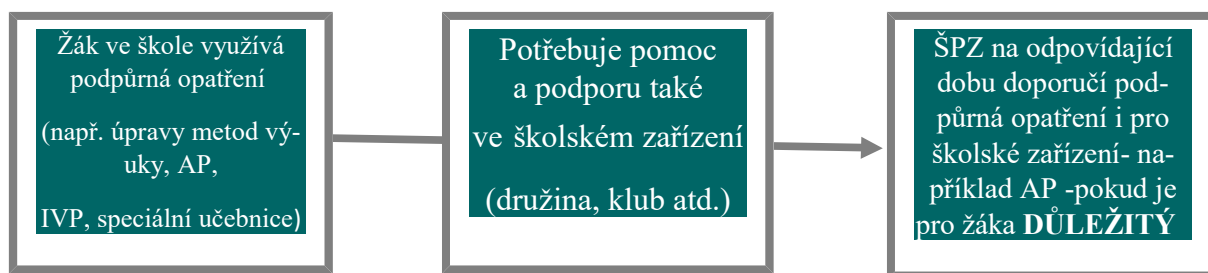 Žák ve škole využívá
podpůrná opatření
(např. úpravy metod vý-
uky, AP,
IVP, speciální učebnice)
Potřebuje pomoc
a podporu také
ve školském zařízení
(družina, klub atd.)
ŠPZ na odpovídající
dobu doporučí pod-
půrná opatření i pro
školské zařízení- na-
příklad AP -pokud je
pro žáka DŮLEŽITÝ